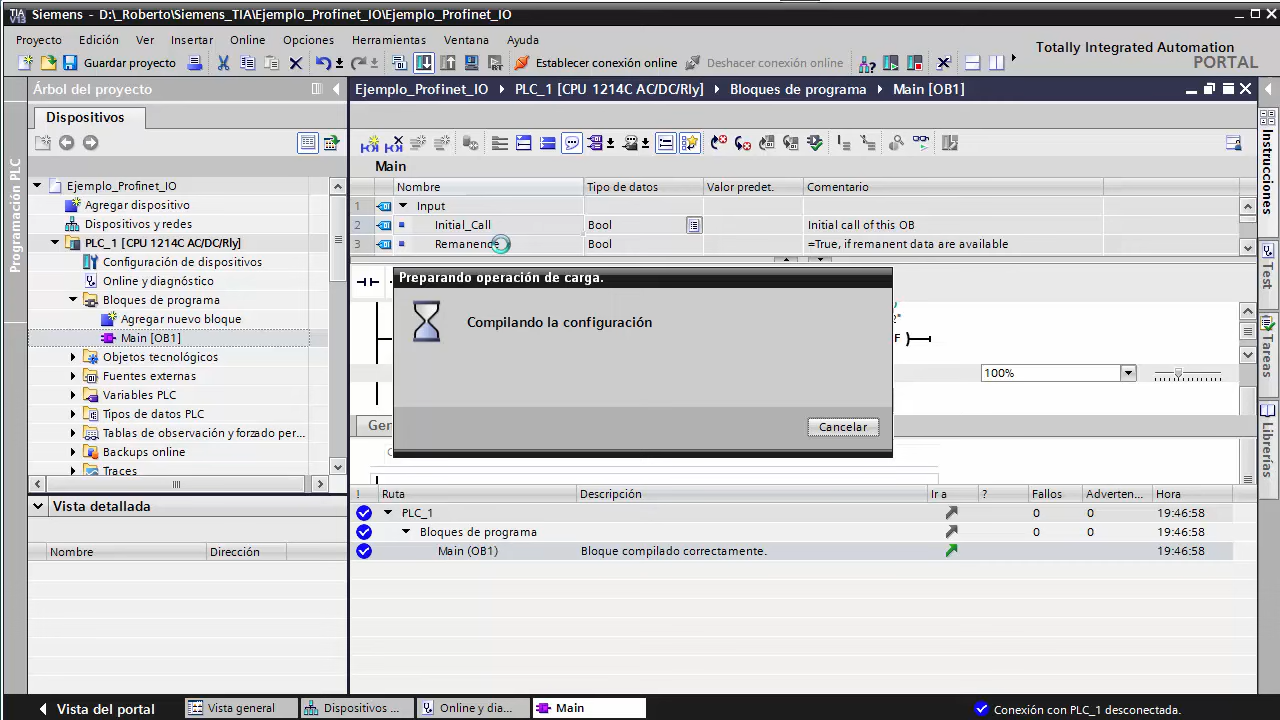 Siemens - D:\_Roberto\Siemens_TIA\Ejemplo_Profinet_IO\Ejemplo_Profinet_IO
Proyecto Edición Ver Insertar Online Opciones Herramientas Ventana Ayuda
Totally Integrated Automation
PORTAL
Guardar proyecto Establecer conexión online Deshacer conexión online
Árbol del proyecto
Ejemplo_Profinet_IO PLC_1 [CPU 1214C AC/DC/Rly] Bloques de programa Main [OB1]
Dispositivos
Programación PLC
Ejemplo_Profinet_IO
Agregar dispositivo
Dispositivos y redes
PLC_1 [CPU 1214C AC/DC/Rly]
Configuración de dispositivos
Online y diagnóstico
Bloques de programa
Agregar nuevo bloque
Main [OB1]
Objetos tecnológicos
Fuentes externas
Variables PLC
Tipos de datos PLC
Tablas de observación y forzado per...
Backups online
Traces
Vista detallada
Nombre Dirección
Main
Nombre Tipo de datos Valor predet. Comentario
1 Input
2 Initial_Call Bool Initial call of this OB
3 Remanence Bool =True, if remanent data are available
Preparando operación de carga.
Compilando la configuración
Cancelar
100%
Gen
! Ruta Descripción Ir a ? Fallos Adverten... Hora
PLC_1 0 0 19:46:58
Bloques de programa 0 0 19:46:58
Main (OB1) Bloque compilado correctamente. 19:46:58
Instrucciones
Test
Tareas
Librerías
Vista del portal Vista general Dispositivos ... Online y dia... Main Conexión con PLC_1 desconectada.